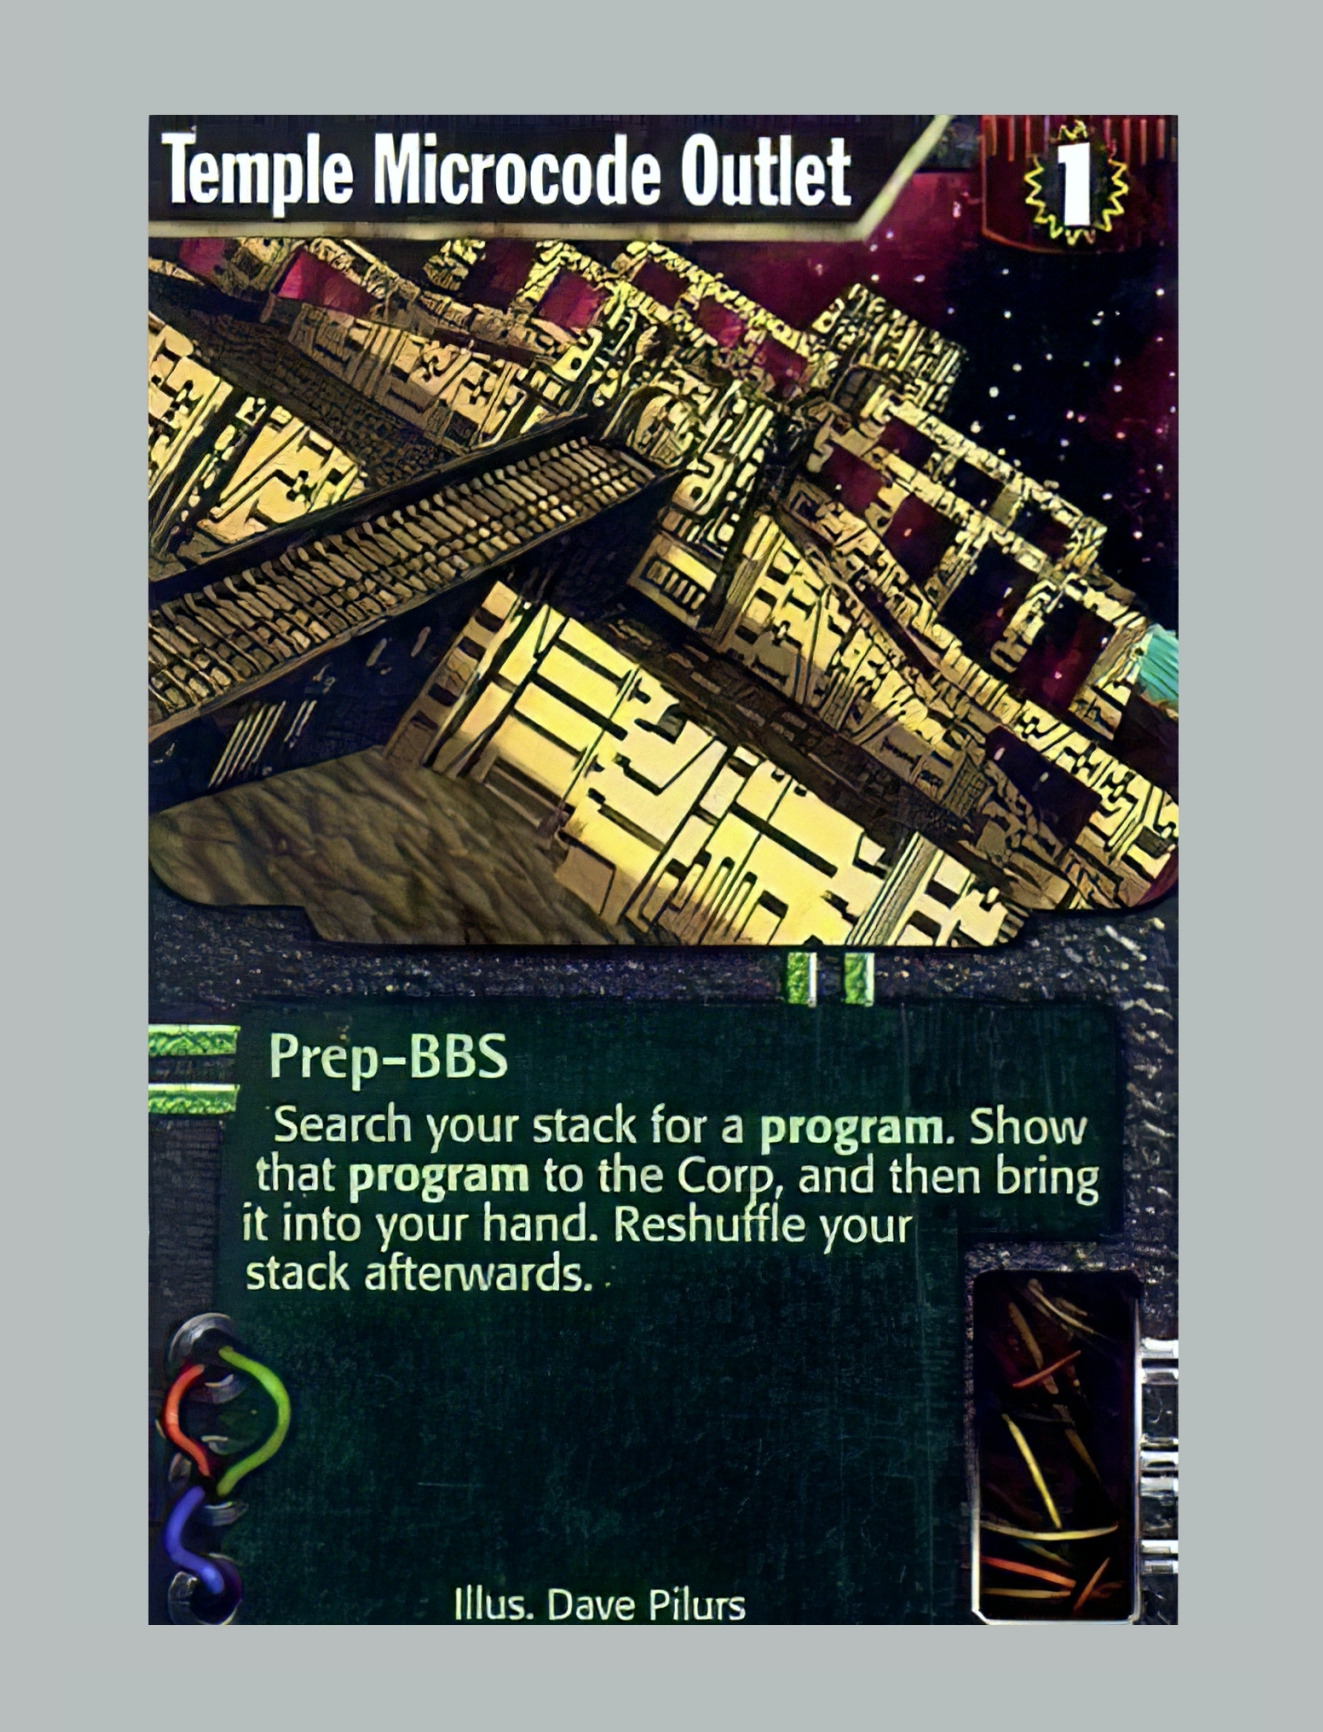 Temple Microcode Outlet
1
Prep-BBS
Search your stack for a program. Show
that program to the Corp, and then bring
it into your hand. Reshuffle your
stack afterwards.
Illus. Dave Pilurs